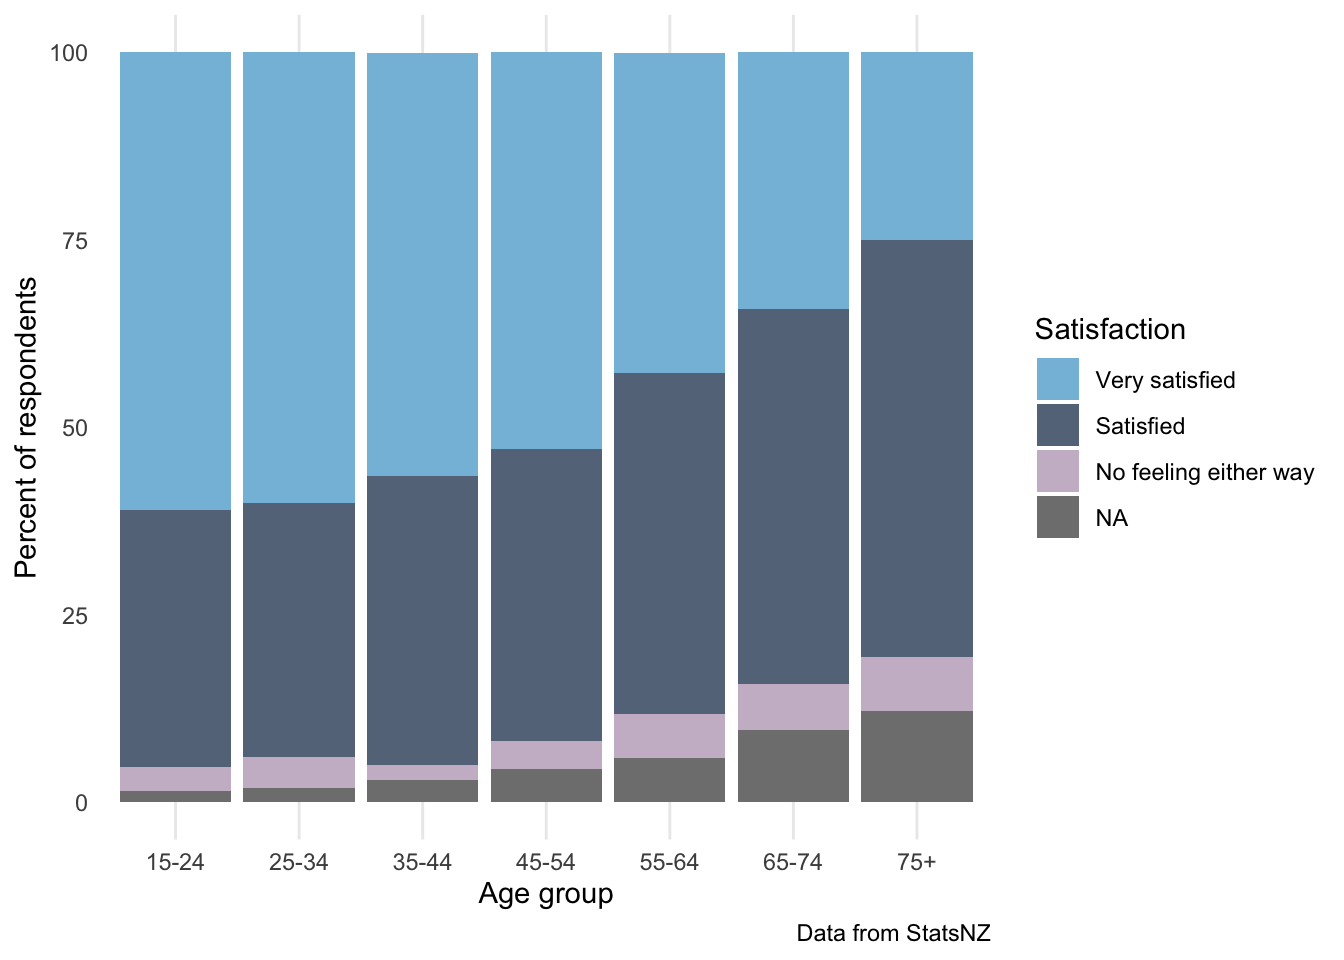 100
75
50
25
0
Percent of respondents
15-24 25-34 35-44 45-54 55-64 65-74 75+
Age group
Satisfaction
Very satisfied
Satisfied
No feeling either way
NA
Data from StatsNZ